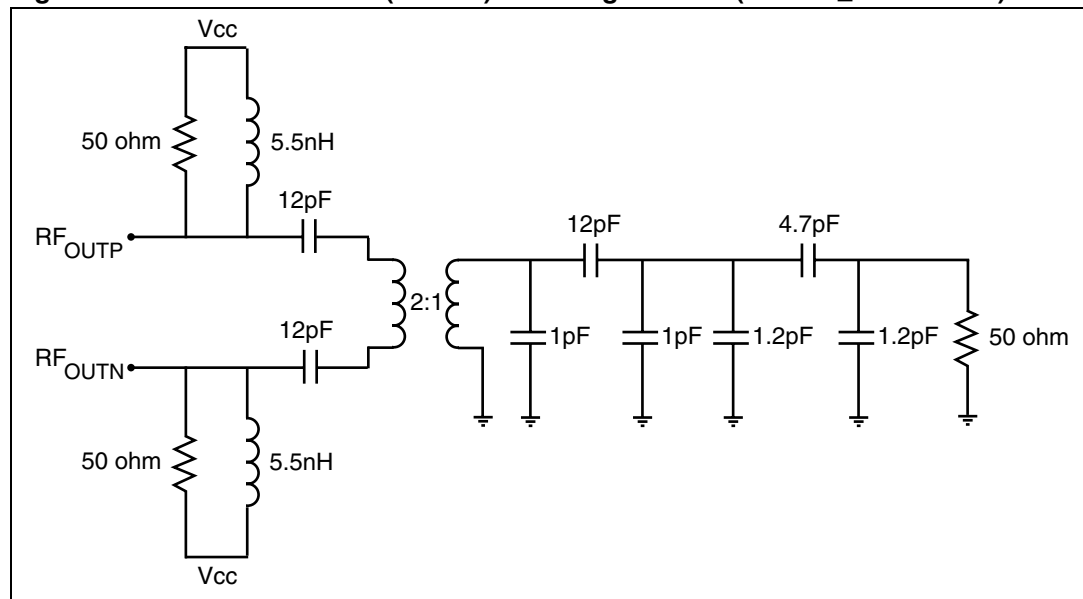 Vcc
50 ohm
5.5nH
12pF
RFOUTP
12pF
4.7pF
2:1
1pF
1pF
1.2pF
1.2pF
50 ohm
12pF
RFOUTN
50 ohm
5.5nH
Vcc